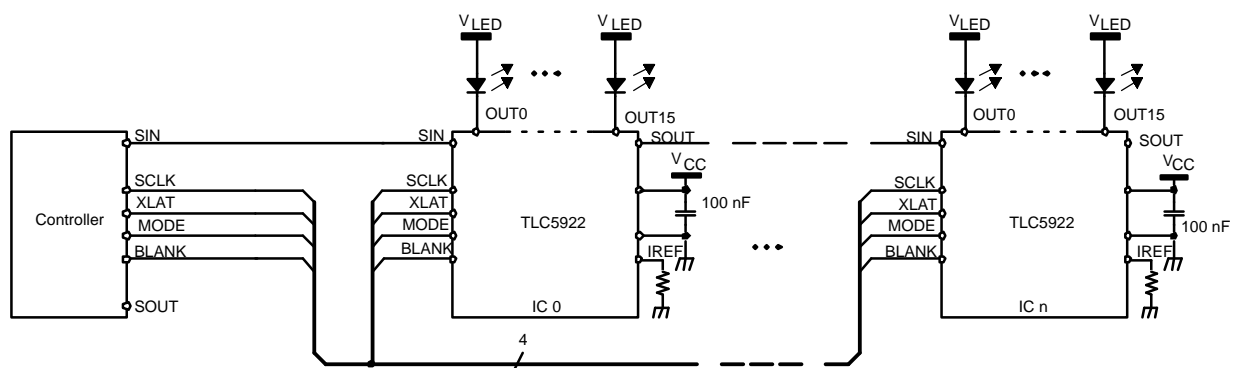 VLED VLED VLED VLED
OUT0 OUT15 OUT0 OUT15
SIN SIN SOUT SIN SOUT
VCC VCC
SCLK SCLK SCLK
100 nF 100 nF
XLAT XLAT XLAT
Controller TLC5922 TLC5922
MODE MODE MODE
BLANK BLANK IREF BLANK IREF
SOUT IC 0 IC n
4